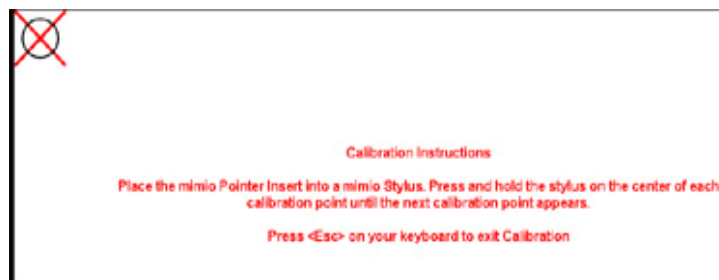 Calibration Instructions
Place the mimio Pointer Insert into a mimio Stylus. Press and hold the stylus on the center of each
calibration point until the next calibration point appears.
Press <Esc> on your keyboard to exit Calibration